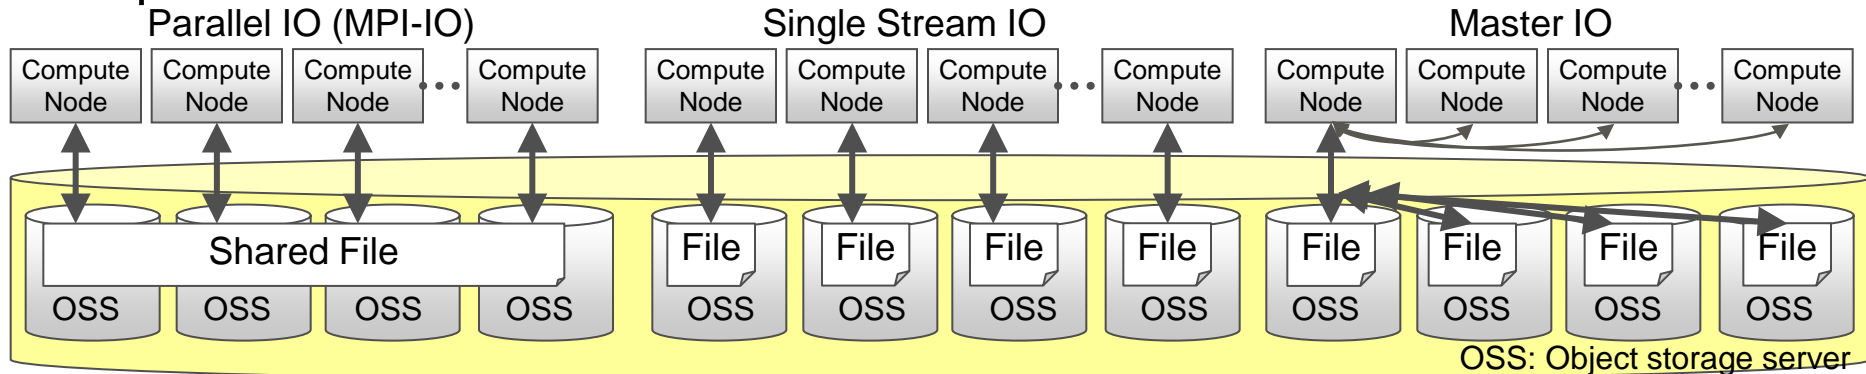 Parallel IO (MPI-IO)
Single Stream IO
Master IO
Compute Node
Compute Node
Compute Node
...
Compute Node
Compute Node
Compute Node
Compute Node
...
Compute Node
Compute Node
Compute Node
Compute Node
...
Compute Node
Shared File
File
File
File
File
File
File
File
File
OSS
OSS
OSS
OSS
OSS
OSS
OSS
OSS
OSS
OSS
OSS
OSS
OSS: Object storage server